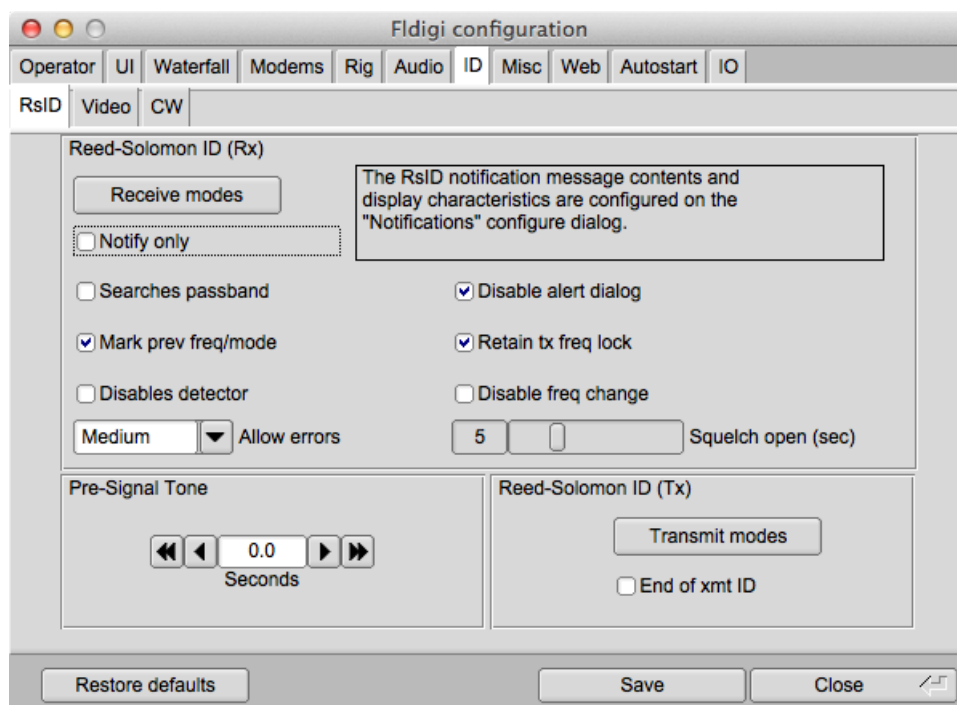 Fldigi configuration
Operator UI Waterfall Modems Rig Audio ID Misc Web Autostart IO
RsID Video CW
Reed-Solomon ID (Rx)
Receive modes
The RsID notification message contents and
display characteristics are configured on the
"Notifications" configure dialog.
Notify only
Searches passband
Disable alert dialog
Mark prev freq/mode
Retain tx freq lock
Disables detector
Disable freq change
Medium Allow errors
5 Squelch open (sec)
Pre-Signal Tone
0.0
Seconds
Reed-Solomon ID (Tx)
Transmit modes
End of xmt ID
Restore defaults
Save
Close